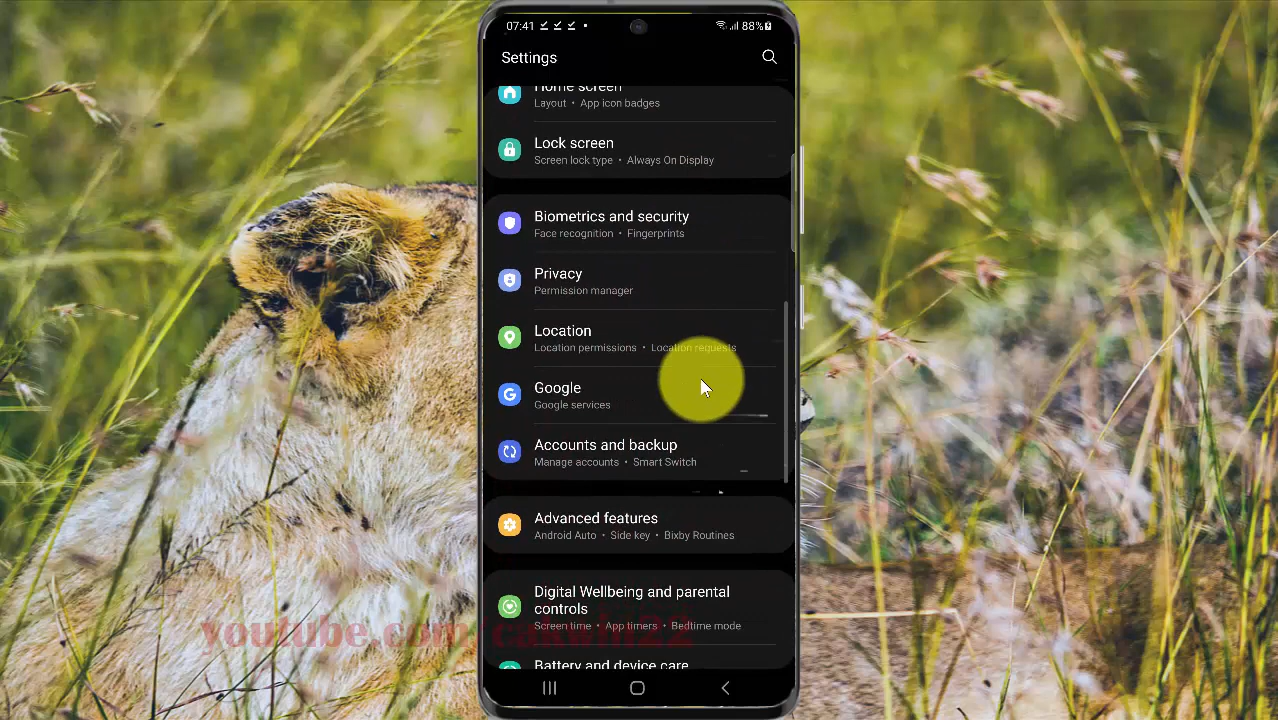 07:41
88%
Settings
Home screen
Layout • App icon badges
Lock screen
Screen lock type • Always On Display
Biometrics and security
Face recognition • Fingerprints
Privacy
Permission manager
Location
Location permissions • Location requests
Google
Google services
Accounts and backup
Manage accounts • Smart Switch
Advanced features
Android Auto • Side key • Bixby Routines
Digital Wellbeing and parental
controls
Screen time • App timers • Bedtime mode
youtube.com/cakwin22
Battery and device care